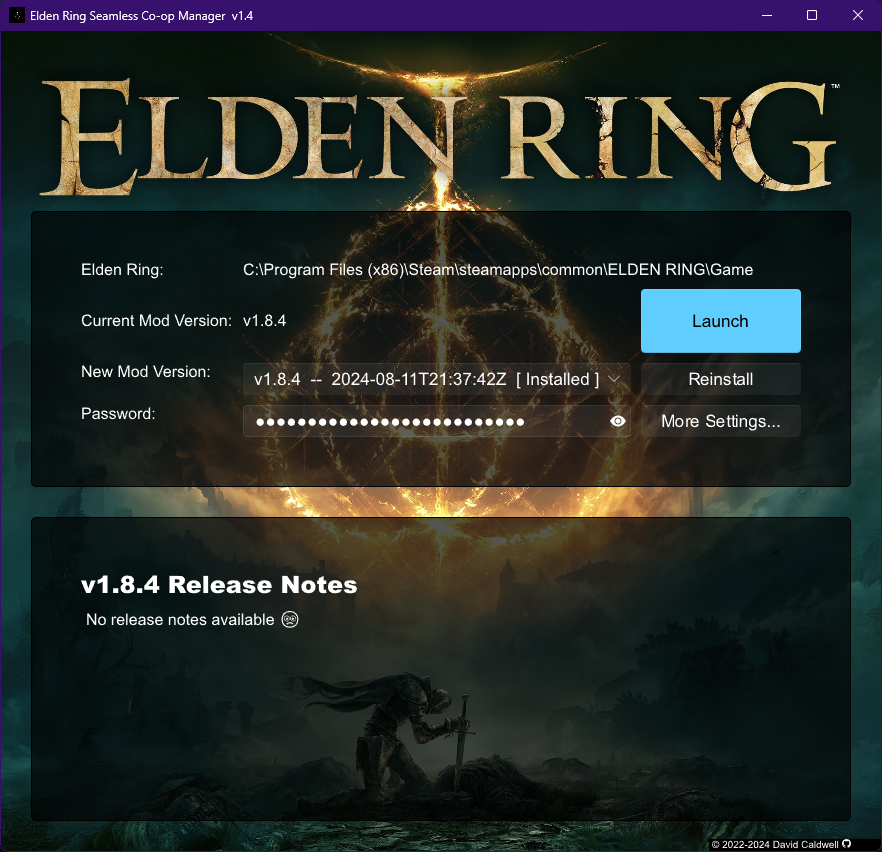 Elden Ring Seamless Co-op Manager v1.4
ELDEN RING™
Elden Ring: C:\Program Files (x86)\Steam\steamapps\common\ELDEN RING\Game
Current Mod Version: v1.8.4
Launch
New Mod Version: v1.8.4 -- 2024-08-11T21:37:42Z [ Installed ]
Reinstall
Password: ●●●●●●●●●●●●●●●●●●●●●●●●●●
More Settings...
v1.8.4 Release Notes
No release notes available
© 2022-2024 David Caldwell